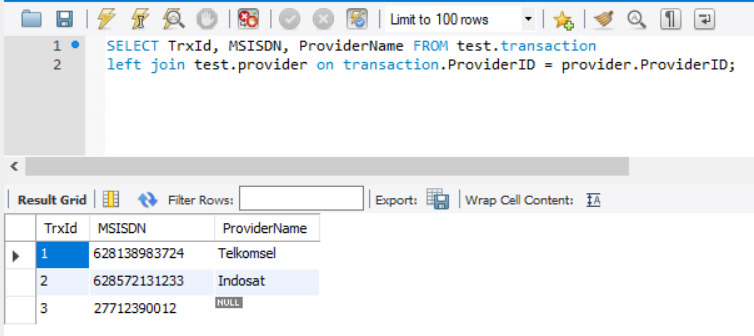 Limit to 100 rows
1 SELECT TrxId, MSISDN, ProviderName FROM test.transaction
2 left join test.provider on transaction.ProviderID = provider.ProviderID;
Result Grid Filter Rows: Export: Wrap Cell Content: IA
TrxId MSISDN ProviderName
1 628138983724 Telkomsel
2 628572131233 Indosat
3 27712390012 NULL